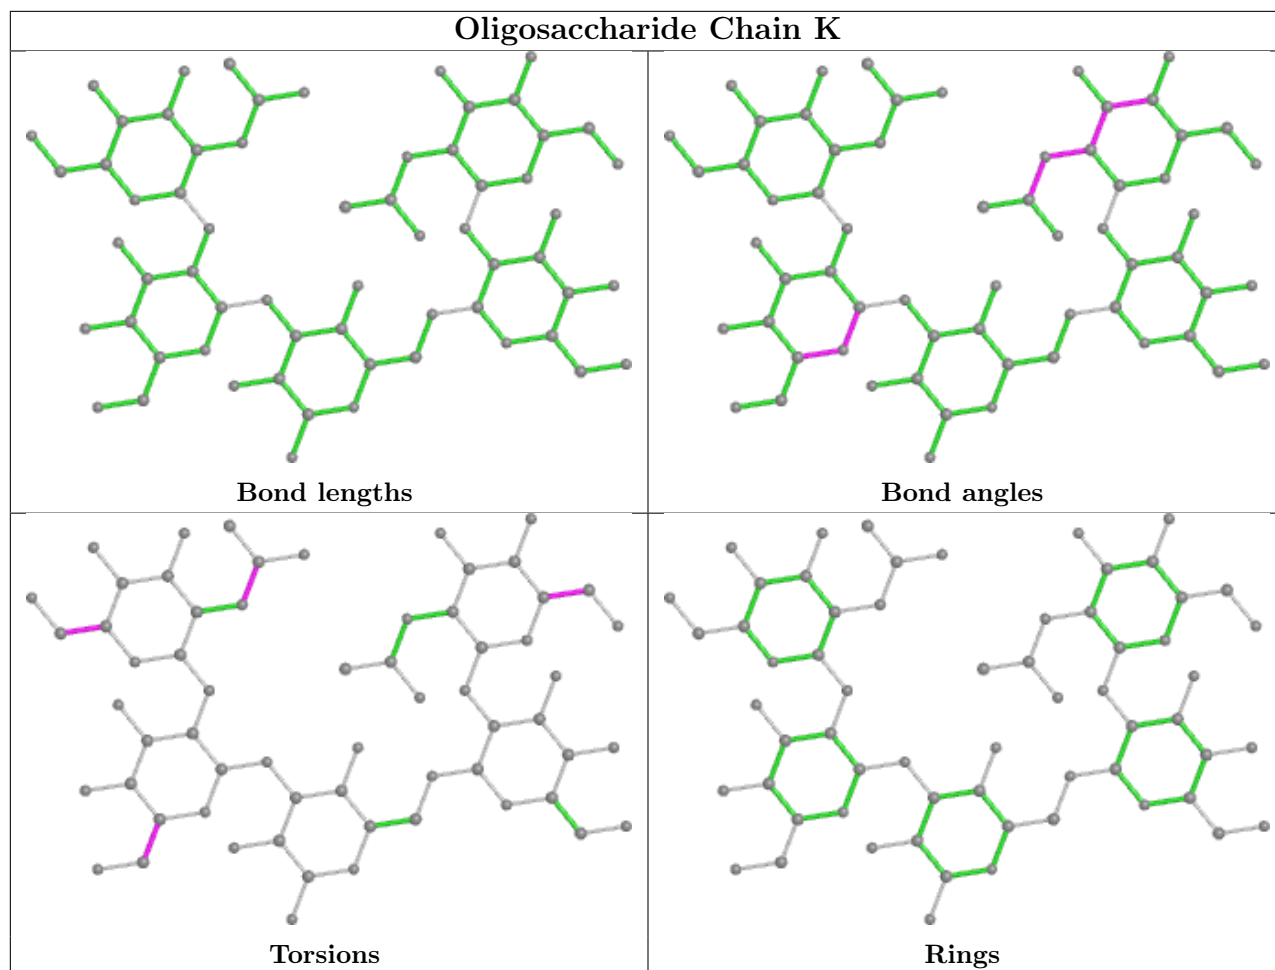 Oligosaccharide Chain K
Bond lengths
Bond angles
Torsions
Rings